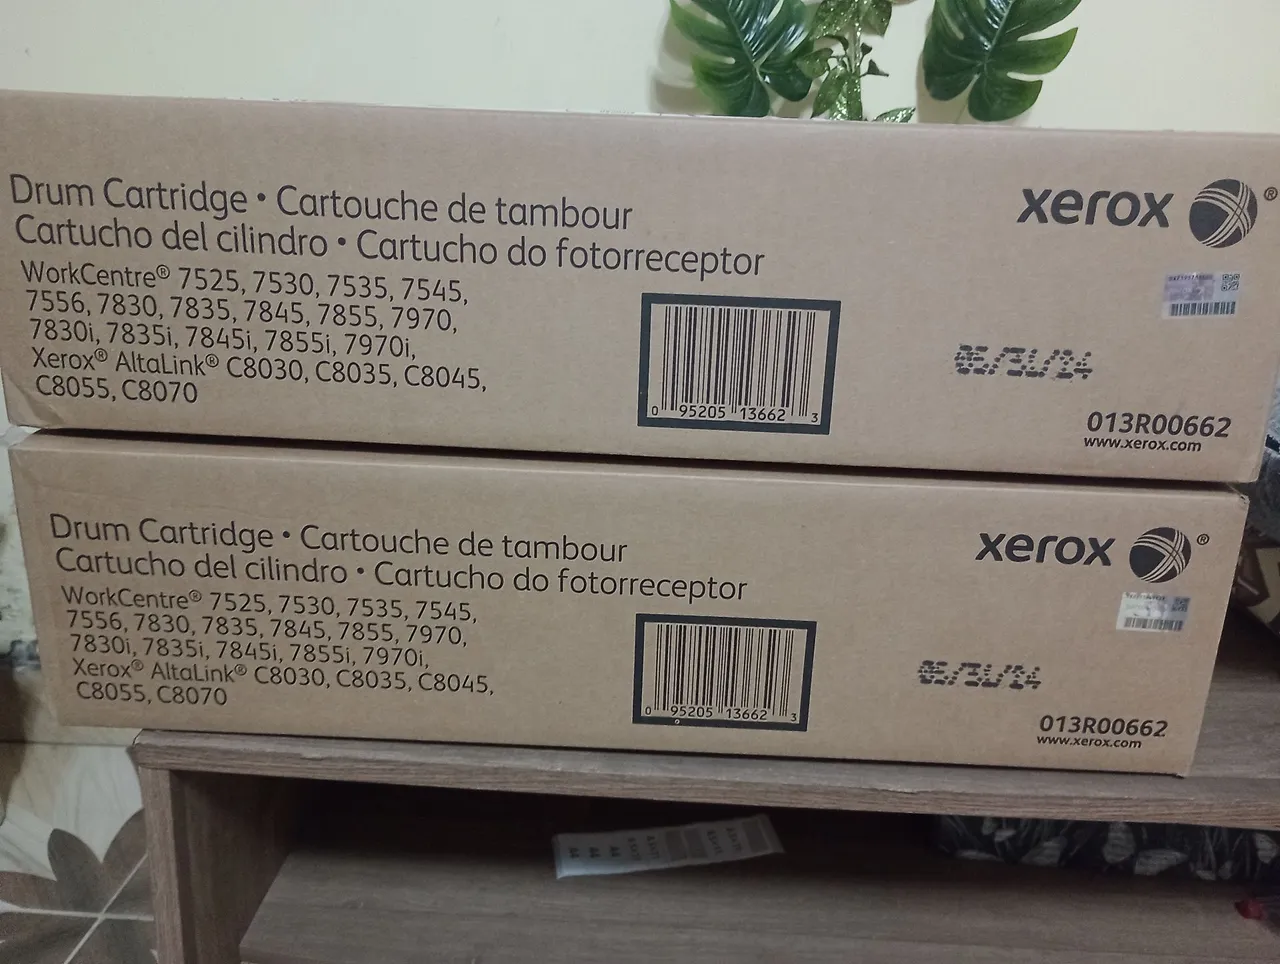 Drum Cartridge • Cartouche de tambour
Cartucho del cilindro • Cartucho do fotorreceptor
WorkCentre® 7525, 7530, 7535, 7545,
7556, 7830, 7835, 7845, 7855, 7970,
7830i, 7835i, 7845i, 7855i, 7970i,
Xerox® AltaLink® C8030, C8035, C8045,
C8055, C8070
0 95205 13662 3
xerox ®
013R00662
www.xerox.com
Drum Cartridge • Cartouche de tambour
Cartucho del cilindro • Cartucho do fotorreceptor
WorkCentre® 7525, 7530, 7535, 7545,
7556, 7830, 7835, 7845, 7855, 7970,
7830i, 7835i, 7845i, 7855i, 7970i,
Xerox® AltaLink® C8030, C8035, C8045,
C8055, C8070
0 95205 13662 3
xerox ®
013R00662
www.xerox.com